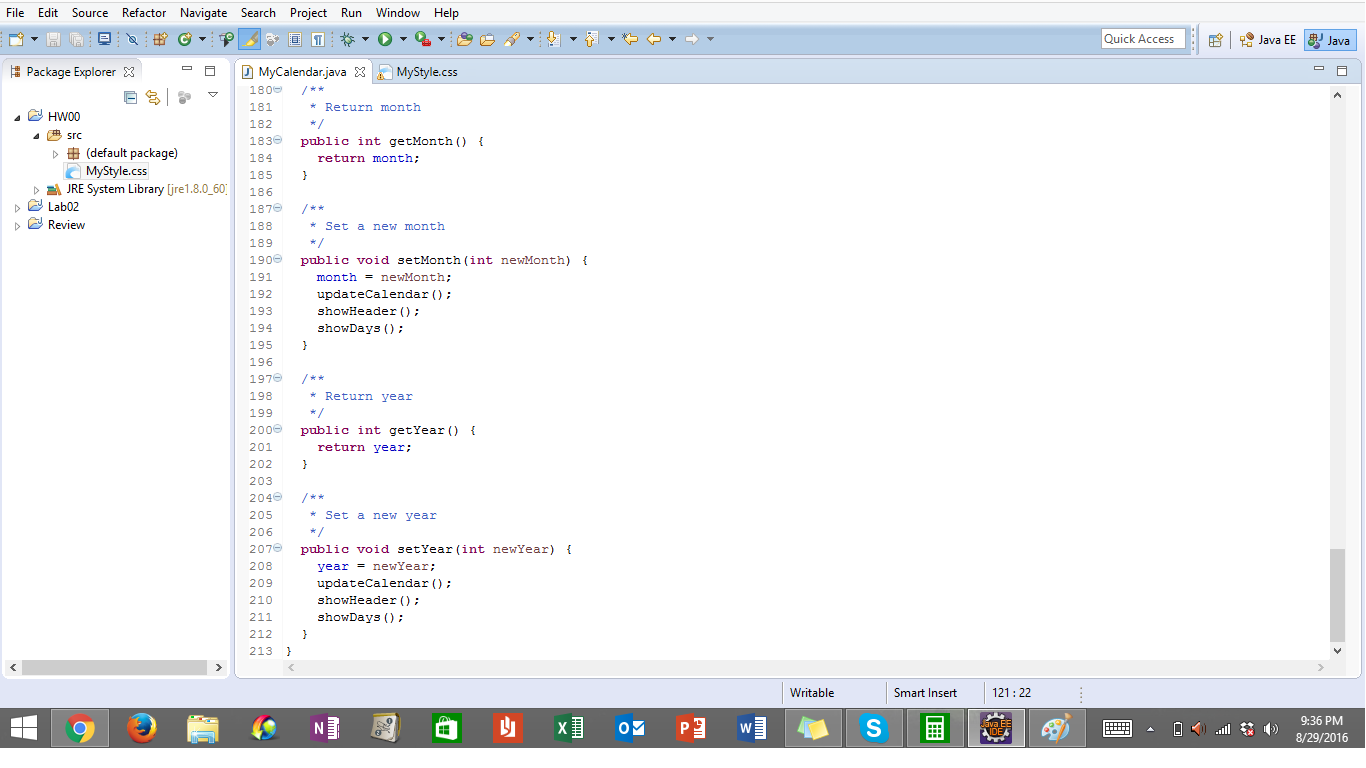 File Edit Source Refactor Navigate Search Project Run Window Help
Quick Access
Java EE
Java
Package Explorer
HW00
src
(default package)
MyStyle.css
JRE System Library [jre1.8.0_60]
Lab02
Review
MyCalendar.java
MyStyle.css
180 /**
181 * Return month
182 */
183 public int getMonth() {
184 return month;
185 }
186
187 /**
188 * Set a new month
189 */
190 public void setMonth(int newMonth) {
191 month = newMonth;
192 updateCalendar();
193 showHeader();
194 showDays();
195 }
196
197 /**
198 * Return year
199 */
200 public int getYear() {
201 return year;
202 }
203
204 /**
205 * Set a new year
206 */
207 public void setYear(int newYear) {
208 year = newYear;
209 updateCalendar();
210 showHeader();
211 showDays();
212 }
213 }
Writable
Smart Insert
121 : 22
Java EE
IDE
9:36 PM
8/29/2016